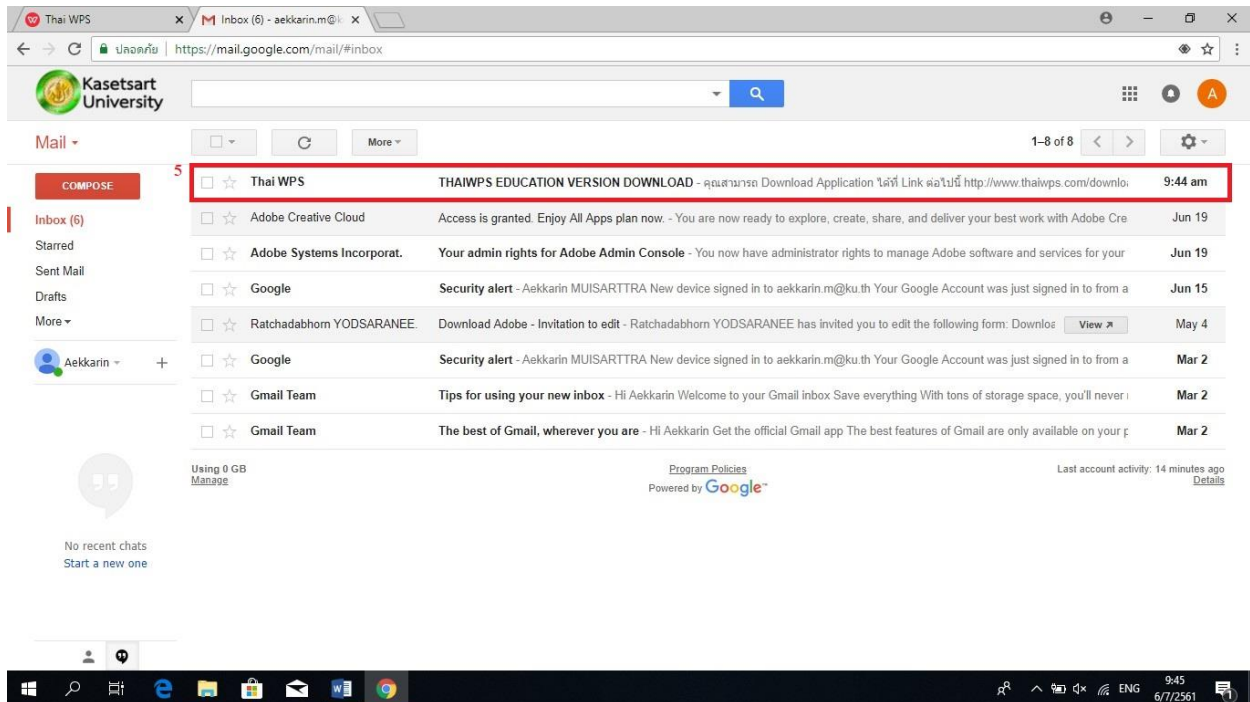 Thai WPS
Inbox (6) - aekkarin.m@k
ปลอดภัย https://mail.google.com/mail/#inbox
Kasetsart
University
A
Mail
More
1–8 of 8
5
COMPOSE
Thai WPS THAIWPS EDUCATION VERSION DOWNLOAD - คุณสามารถ Download Application ได้ที่ Link ต่อไปนี้ http://www.thaiwps.com/downloa 9:44 am
Inbox (6)
Adobe Creative Cloud Access is granted. Enjoy All Apps plan now. - You are now ready to explore, create, share, and deliver your best work with Adobe Cre Jun 19
Starred
Adobe Systems Incorporat. Your admin rights for Adobe Admin Console - You now have administrator rights to manage Adobe software and services for your Jun 19
Sent Mail
Google Security alert - Aekkarin MUISARTTRA New device signed in to aekkarin.m@ku.th Your Google Account was just signed in to from a Jun 15
Drafts
More
Ratchadabhorn YODSARANEE. Download Adobe - Invitation to edit - Ratchadabhorn YODSARANEE has invited you to edit the following form: Downloa View May 4
Aekkarin +
Google Security alert - Aekkarin MUISARTTRA New device signed in to aekkarin.m@ku.th Your Google Account was just signed in to from a Mar 2
Gmail Team Tips for using your new inbox - Hi Aekkarin Welcome to your Gmail inbox Save everything With tons of storage space, you'll never Mar 2
Gmail Team The best of Gmail, wherever you are - Hi Aekkarin Get the official Gmail app The best features of Gmail are only available on your p Mar 2
Using 0 GB
Manage
Program Policies
Powered by Google™
Last account activity: 14 minutes ago
Details
No recent chats
Start a new one
ENG
9:45
6/7/2561
1